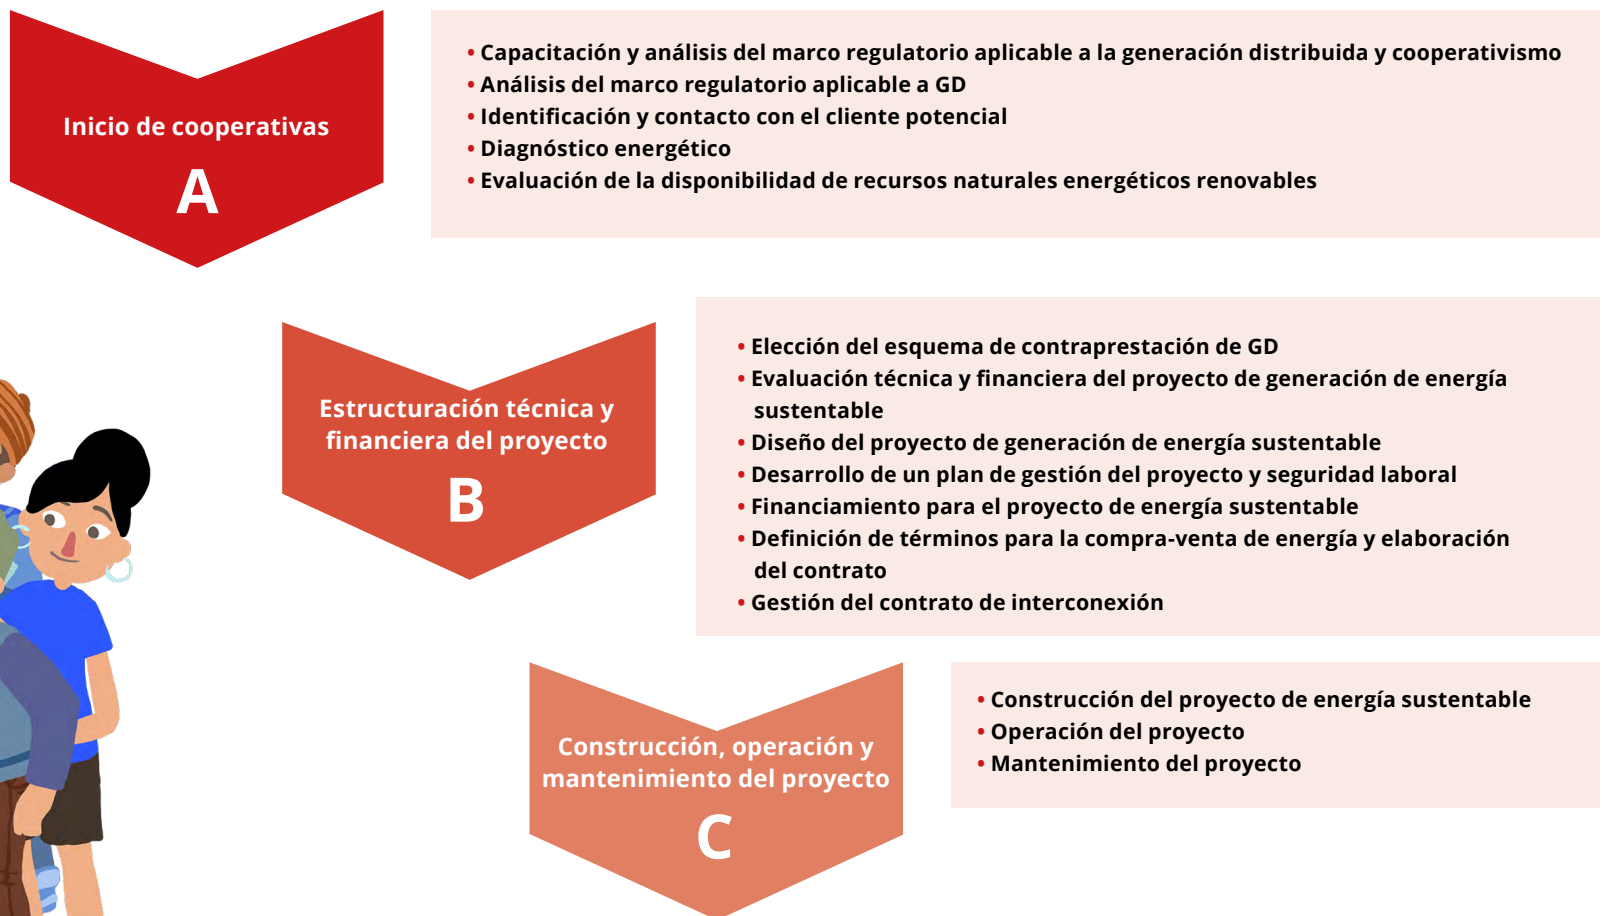 Inicio de cooperativas
A
• Capacitación y análisis del marco regulatorio aplicable a la generación distribuida y cooperativismo
• Análisis del marco regulatorio aplicable a GD
• Identificación y contacto con el cliente potencial
• Diagnóstico energético
• Evaluación de la disponibilidad de recursos naturales energéticos renovables
Estructuración técnica y
financiera del proyecto
B
• Elección del esquema de contraprestación de GD
• Evaluación técnica y financiera del proyecto de generación de energía
sustentable
• Diseño del proyecto de generación de energía sustentable
• Desarrollo de un plan de gestión del proyecto y seguridad laboral
• Financiamiento para el proyecto de energía sustentable
• Definición de términos para la compra-venta de energía y elaboración
del contrato
• Gestión del contrato de interconexión
Construcción, operación y
mantenimiento del proyecto
C
• Construcción del proyecto de energía sustentable
• Operación del proyecto
• Mantenimiento del proyecto